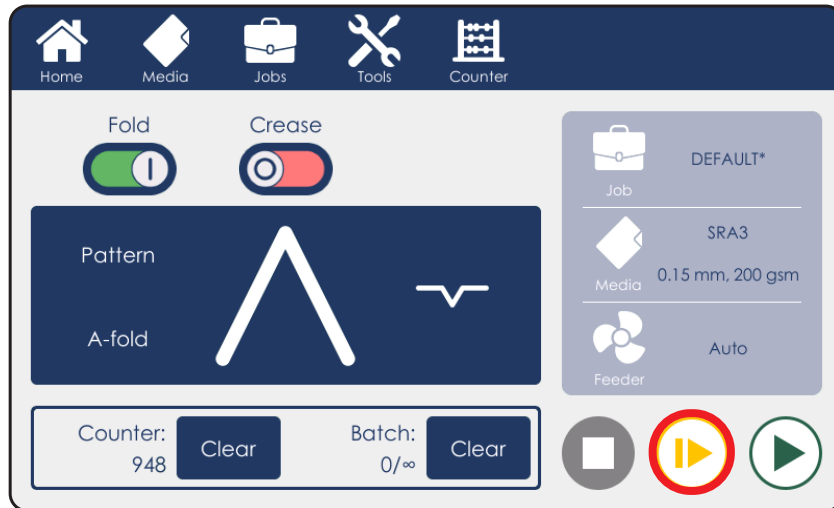 Home
Media
Jobs
Tools
Counter
Fold
Crease
Pattern
A-fold
Job
DEFAULT*
Media
SRA3
0.15 mm, 200 gsm
Feeder
Auto
Counter:
948
Clear
Batch:
0/∞
Clear